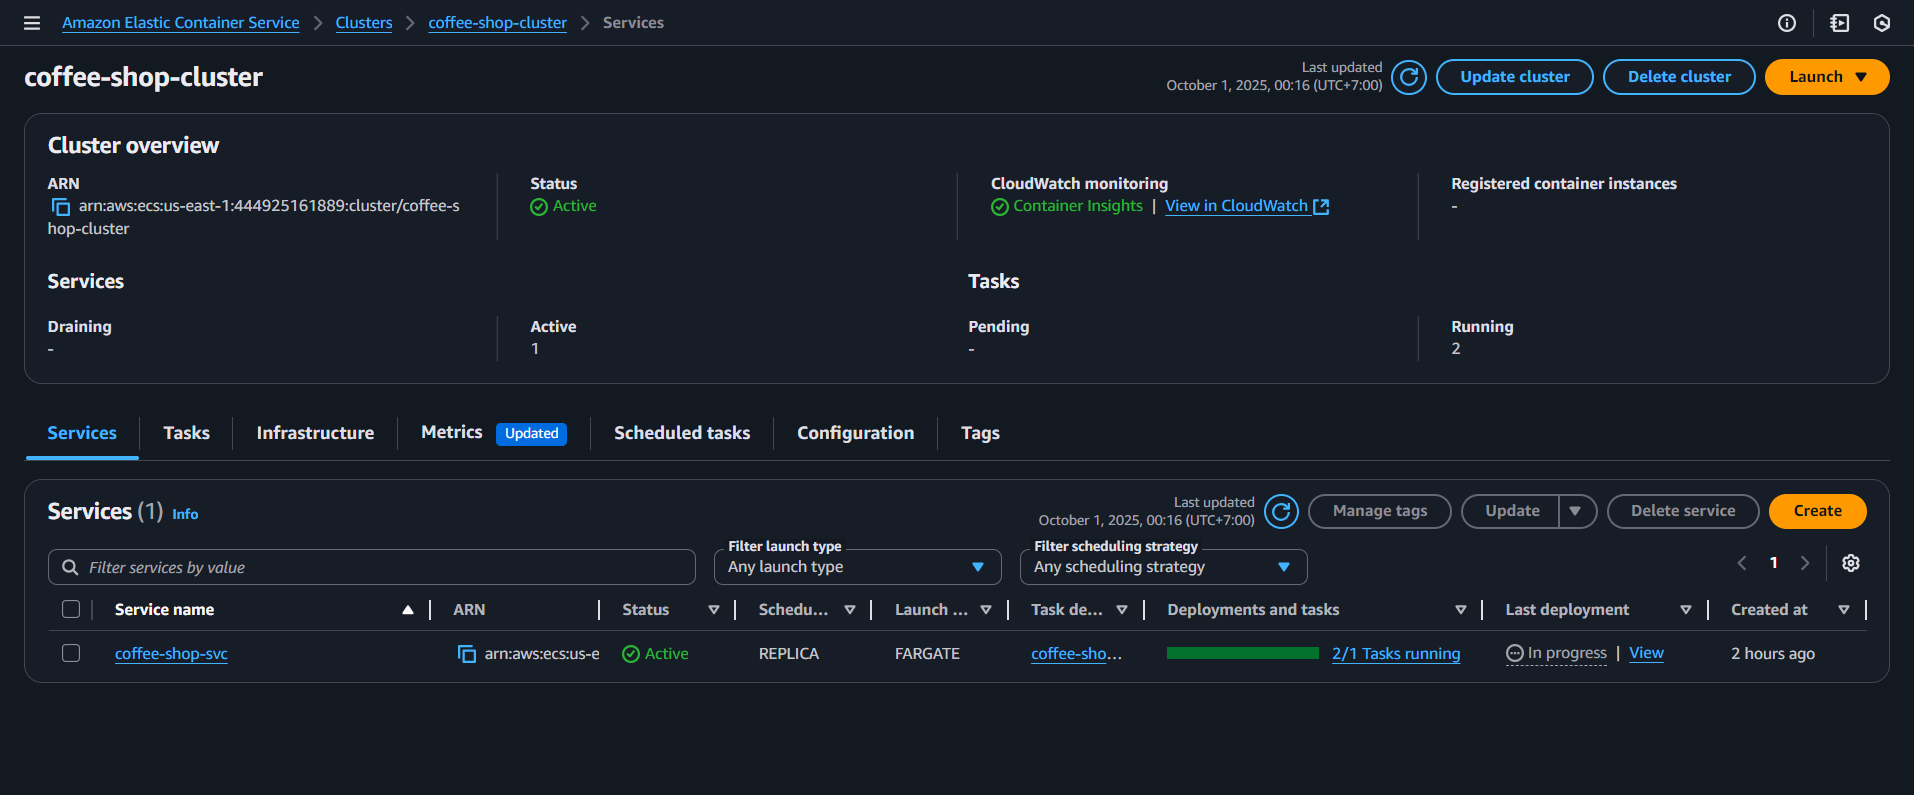 Amazon Elastic Container Service > Clusters > coffee-shop-cluster > Services
coffee-shop-cluster
Last updated
October 1, 2025, 00:16 (UTC+7:00)
Update cluster
Delete cluster
Launch
Cluster overview
ARN
arn:aws:ecs:us-east-1:444925161889:cluster/coffee-s
hop-cluster
Status
Active
CloudWatch monitoring
Container Insights | View in CloudWatch
Registered container instances
-
Services
Tasks
Draining
-
Active
1
Pending
-
Running
2
Services
Tasks
Infrastructure
Metrics Updated
Scheduled tasks
Configuration
Tags
Services (1) Info
Last updated
October 1, 2025, 00:16 (UTC+7:00)
Manage tags
Update
Delete service
Create
Filter services by value
Filter launch type
Any launch type
Filter scheduling strategy
Any scheduling strategy
1
Service name ARN Status Schedu... Launch ... Task de... Deployments and tasks Last deployment Created at
coffee-shop-svc arn:aws:ecs:us-e Active REPLICA FARGATE coffee-sho... 2/1 Tasks running In progress | View 2 hours ago